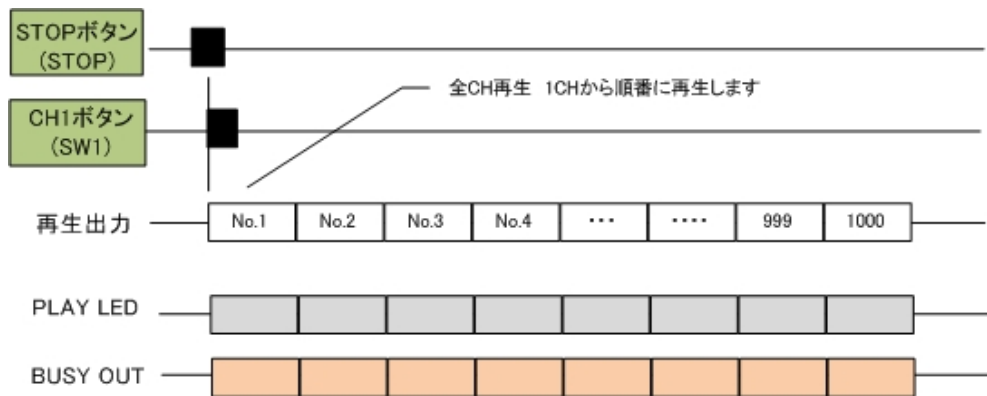 STOPボタン
(STOP)
全CH再生 1CHから順番に再生します
CH1ボタン
(SW1)
再生出力
No.1
No.2
No.3
No.4
・・・
・・・・
999
1000
PLAY LED
BUSY OUT